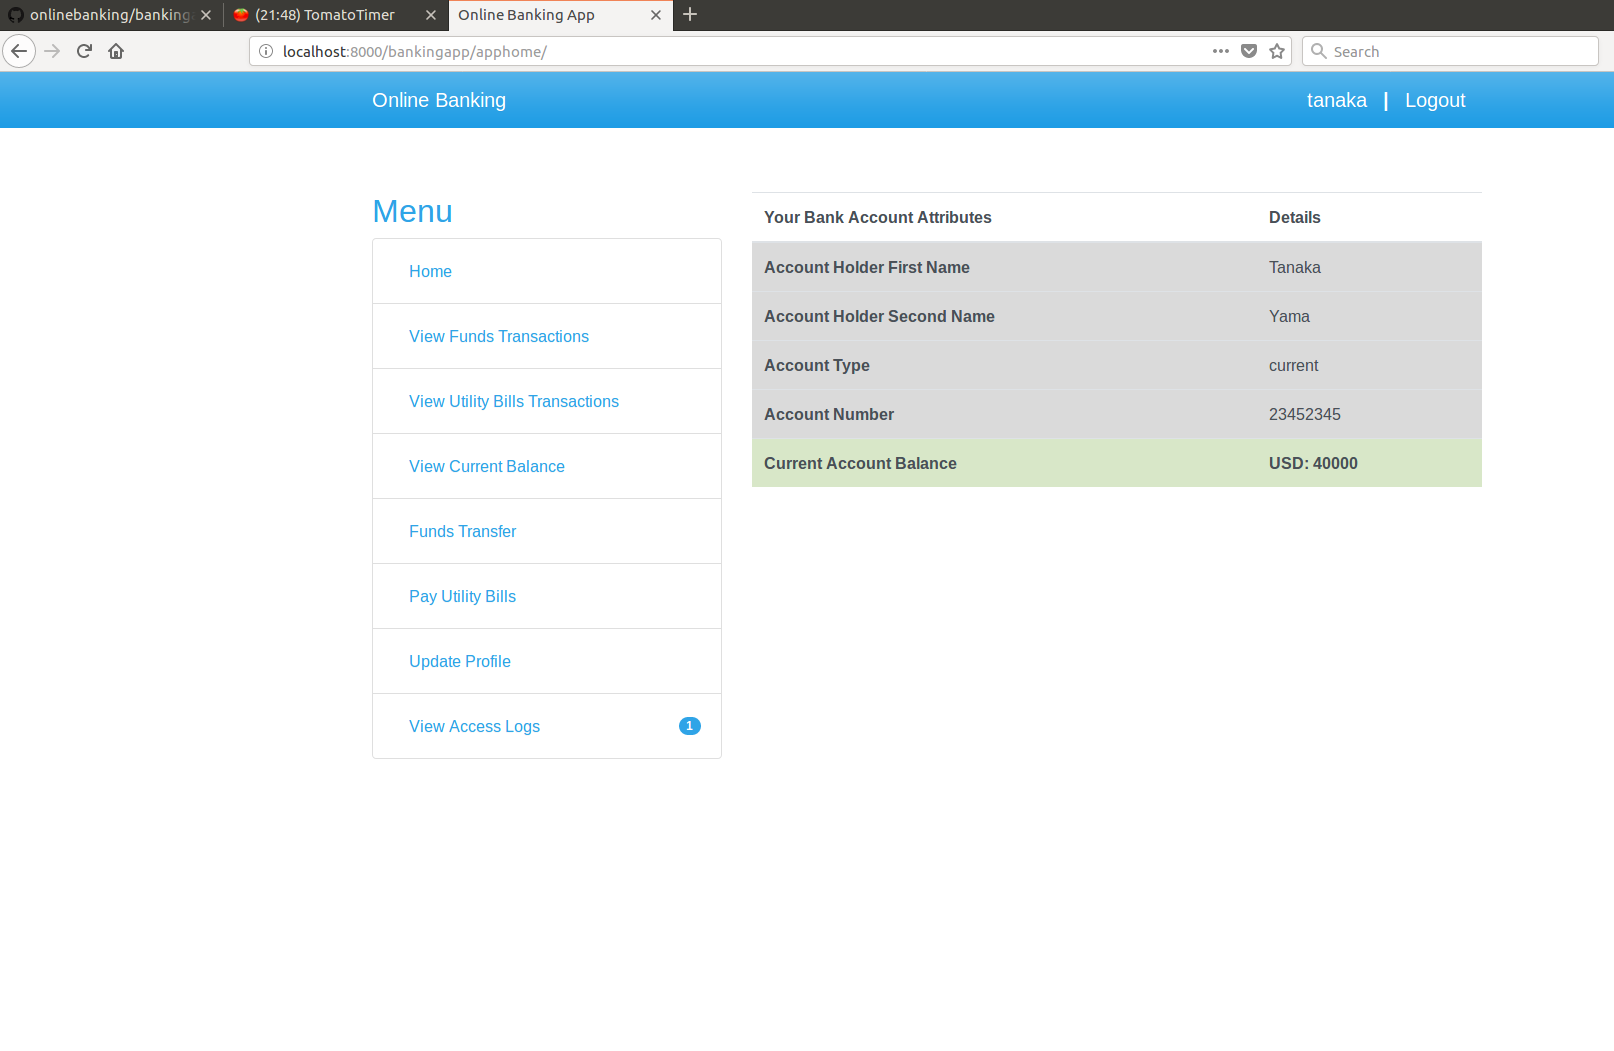 onlinebanking/banking
(21:48) TomatoTimer
Online Banking App
localhost:8000/bankingapp/apphome/
Search
Online Banking
tanaka | Logout
Menu
Home
View Funds Transactions
View Utility Bills Transactions
View Current Balance
Funds Transfer
Pay Utility Bills
Update Profile
View Access Logs 1
Your Bank Account Attributes Details
Account Holder First Name Tanaka
Account Holder Second Name Yama
Account Type current
Account Number 23452345
Current Account Balance USD: 40000